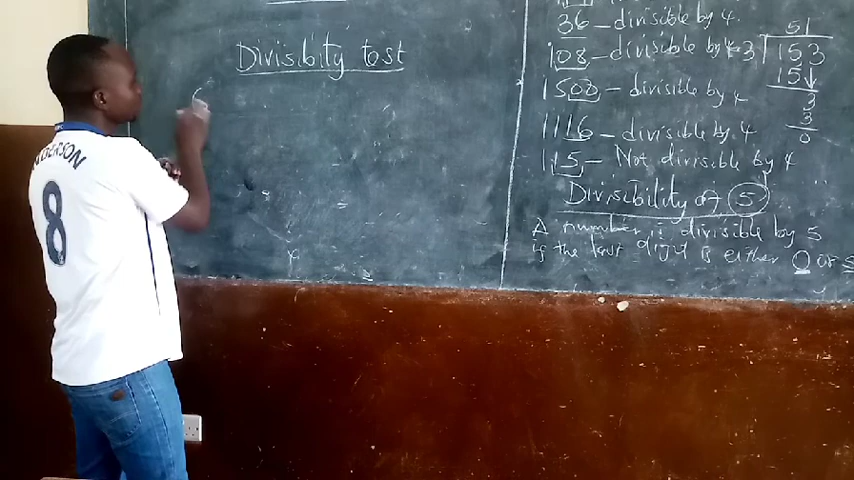 ANDERSON
8
Divisibity test
36 – divisible by 4.
108 – divisible by 4
1508 – divisible by 4
1116 – divisible by 4
115 – Not divisible by 4
51
3 153
15
3
3
0
Divisibility of 5
A number is divisible by 5
if the last digit is either 0 or 5